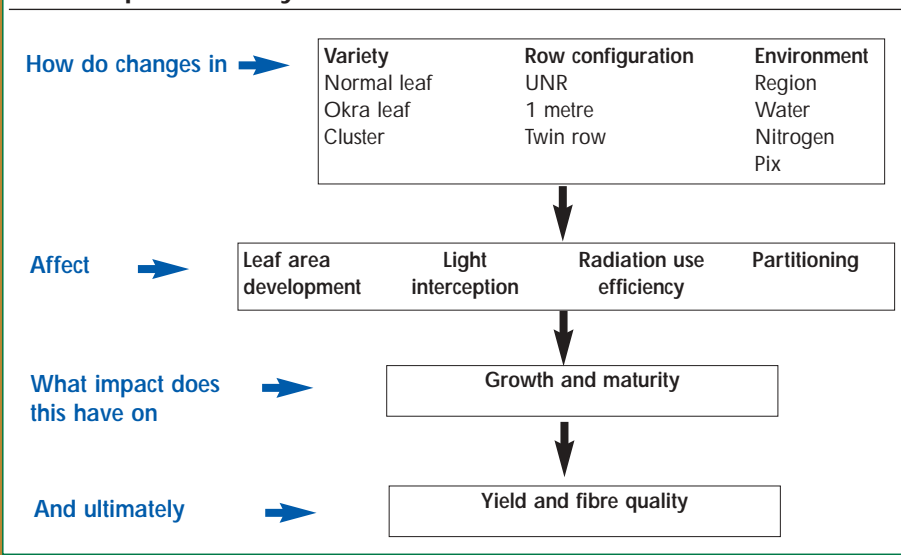 How do changes in
Variety Row configuration Environment
Normal leaf UNR Region
Okra leaf 1 metre Water
Cluster Twin row Nitrogen
Pix
Affect
Leaf area Light Radiation use Partitioning
development interception efficiency
What impact does
this have on
Growth and maturity
And ultimately
Yield and fibre quality